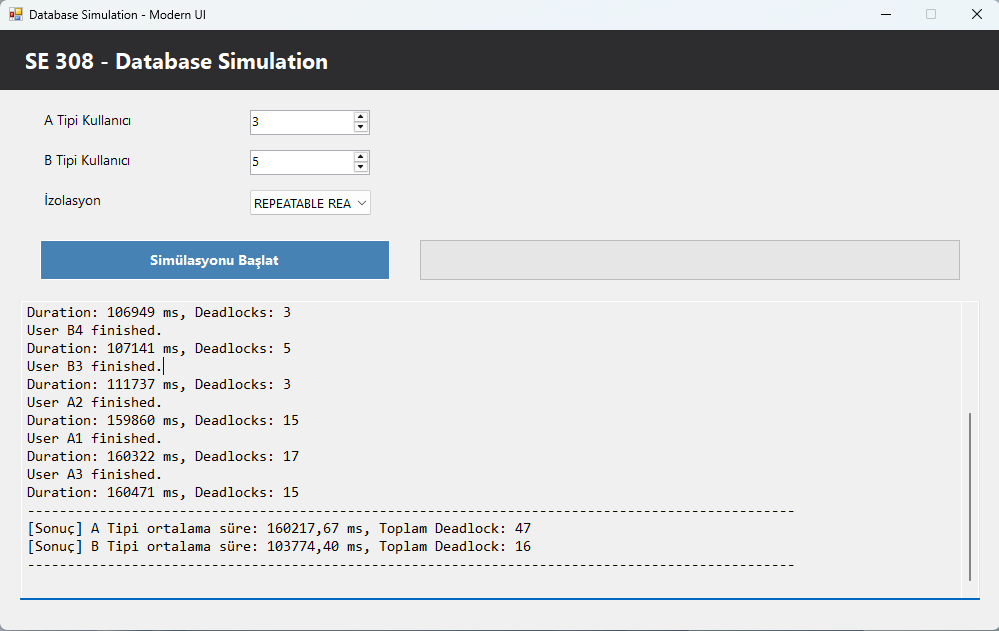 Database Simulation - Modern UI
SE 308 - Database Simulation
A Tipi Kullanıcı 3
B Tipi Kullanıcı 5
İzolasyon REPEATABLE REA
Simülasyonu Başlat
Duration: 106949 ms, Deadlocks: 3
User B4 finished.
Duration: 107141 ms, Deadlocks: 5
User B3 finished.
Duration: 111737 ms, Deadlocks: 3
User A2 finished.
Duration: 159860 ms, Deadlocks: 15
User A1 finished.
Duration: 160322 ms, Deadlocks: 17
User A3 finished.
Duration: 160471 ms, Deadlocks: 15
------------------------------------------------------------------------------------------------
[Sonuç] A Tipi ortalama süre: 160217,67 ms, Toplam Deadlock: 47
[Sonuç] B Tipi ortalama süre: 103774,40 ms, Toplam Deadlock: 16
------------------------------------------------------------------------------------------------